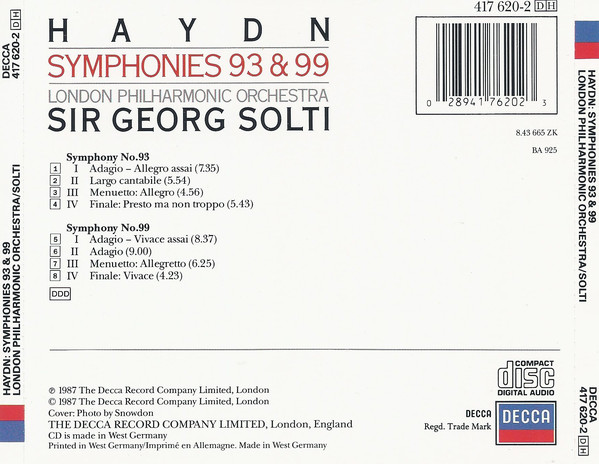 DECCA
417 620-2 DH
HAYDN: SYMPHONIES 93 & 99
LONDON PHILHARMONIC ORCHESTRA/SOLTI
HAYDN
SYMPHONIES 93 & 99
LONDON PHILHARMONIC ORCHESTRA
SIR GEORG SOLTI
417 620-2 DH
0 28941 76202 3
8.43 665 ZK
BA 925
Symphony No.93
1 I Adagio – Allegro assai (7.35)
2 II Largo cantabile (5.54)
3 III Menuetto: Allegro (4.56)
4 IV Finale: Presto ma non troppo (5.43)
Symphony No.99
5 I Adagio – Vivace assai (8.37)
6 II Adagio (9.00)
7 III Menuetto: Allegretto (6.25)
8 IV Finale: Vivace (4.23)
DDD
℗ 1987 The Decca Record Company Limited, London
© 1987 The Decca Record Company Limited, London
Cover: Photo by Snowdon
THE DECCA RECORD COMPANY LIMITED, London, England
CD is made in West Germany
Printed in West Germany/Imprimé en Allemagne. Made in West Germany
COMPACT
disc
DIGITAL AUDIO
DECCA
Regd. Trade Mark
DECCA
HAYDN: SYMPHONIES 93 & 99
LONDON PHILHARMONIC ORCHESTRA/SOLTI
DECCA
417 620-2 DH